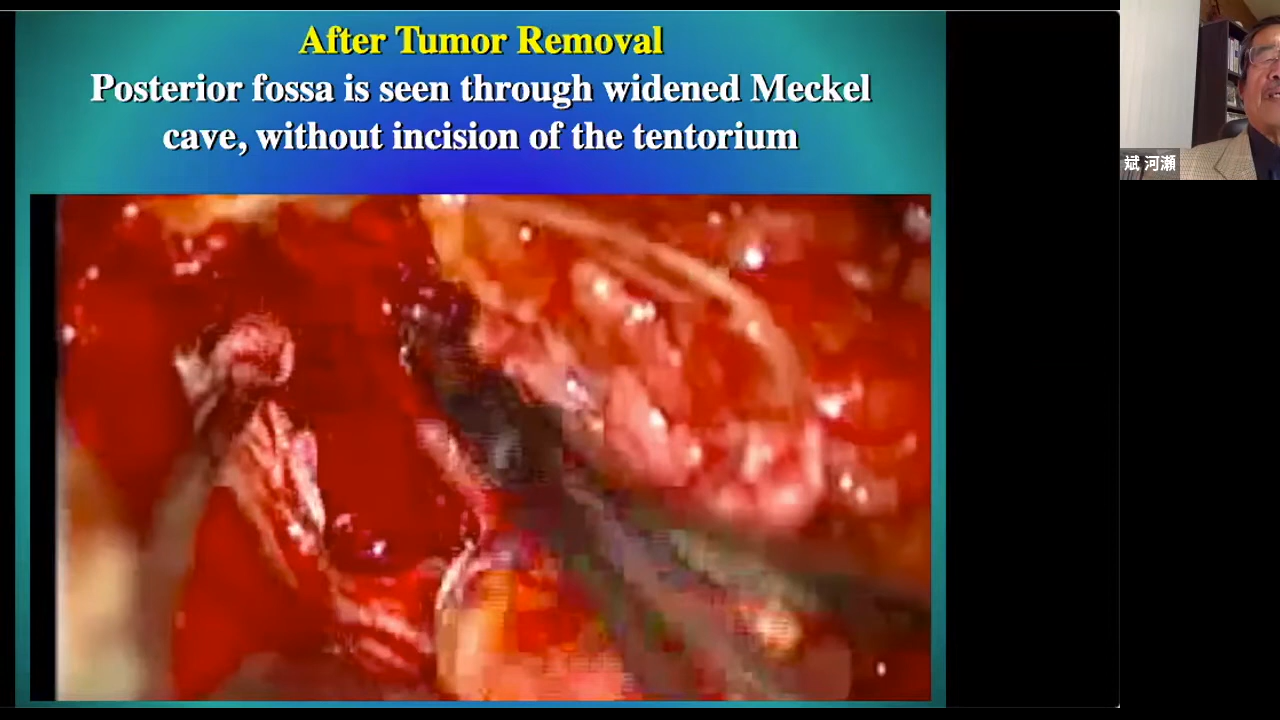 After Tumor Removal
Posterior fossa is seen through widened Meckel
cave, without incision of the tentorium
斌 河瀬